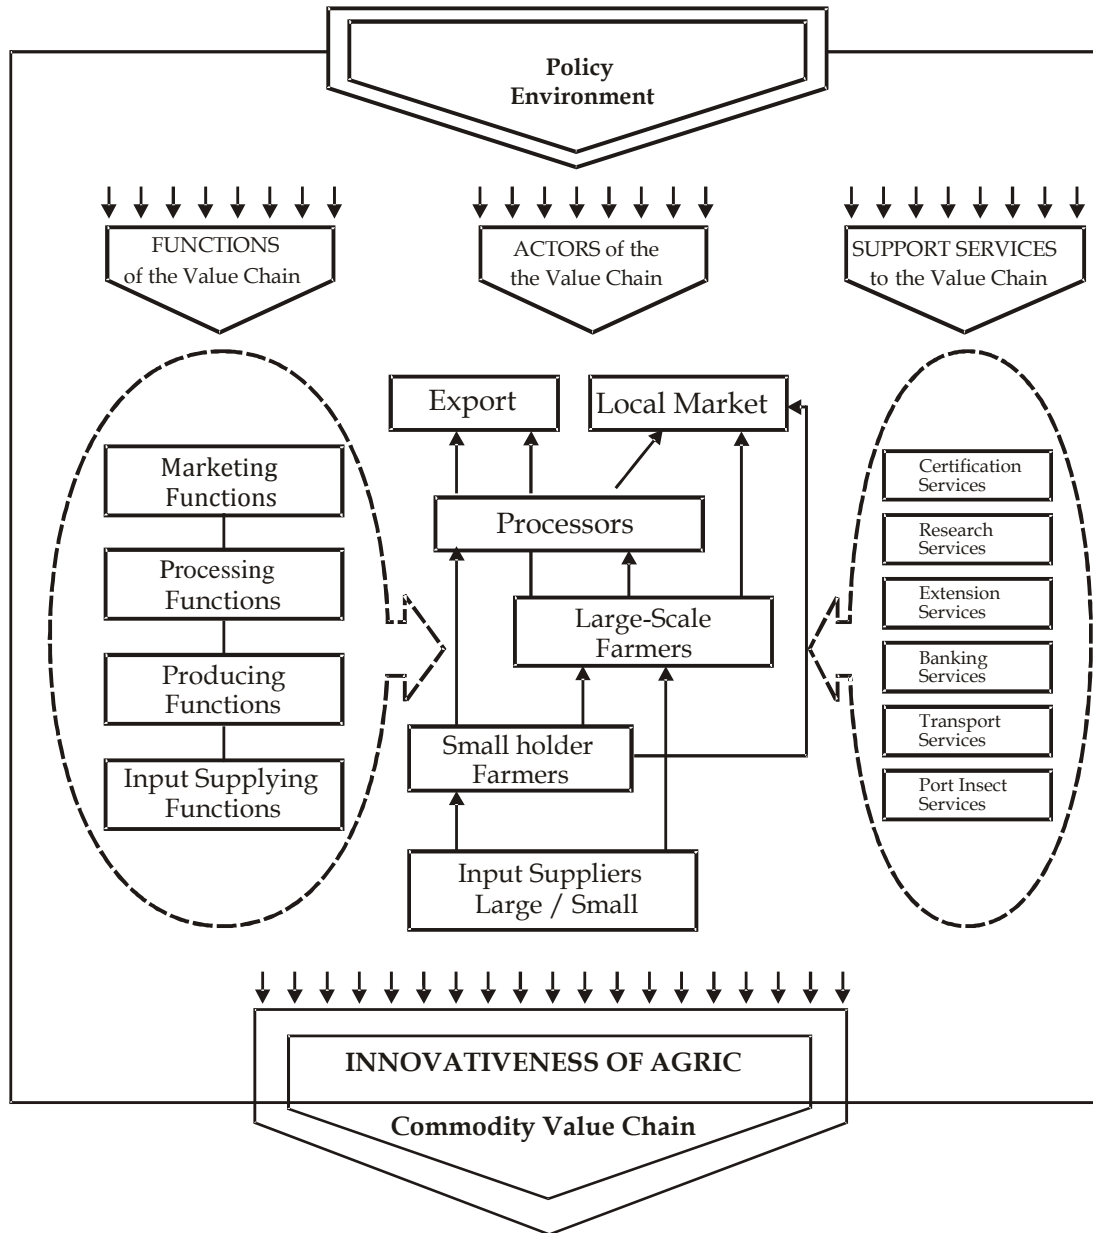 Policy
Environment
FUNCTIONS
of the Value Chain
ACTORS of the
the Value Chain
SUPPORT SERVICES
to the Value Chain
Marketing
Functions
Processing
Functions
Producing
Functions
Input Supplying
Functions
Export
Local Market
Processors
Large-Scale
Farmers
Small holder
Farmers
Input Suppliers
Large / Small
Certification
Services
Research
Services
Extension
Services
Banking
Services
Transport
Services
Port Insect
Services
INNOVATIVENESS OF AGRIC
Commodity Value Chain